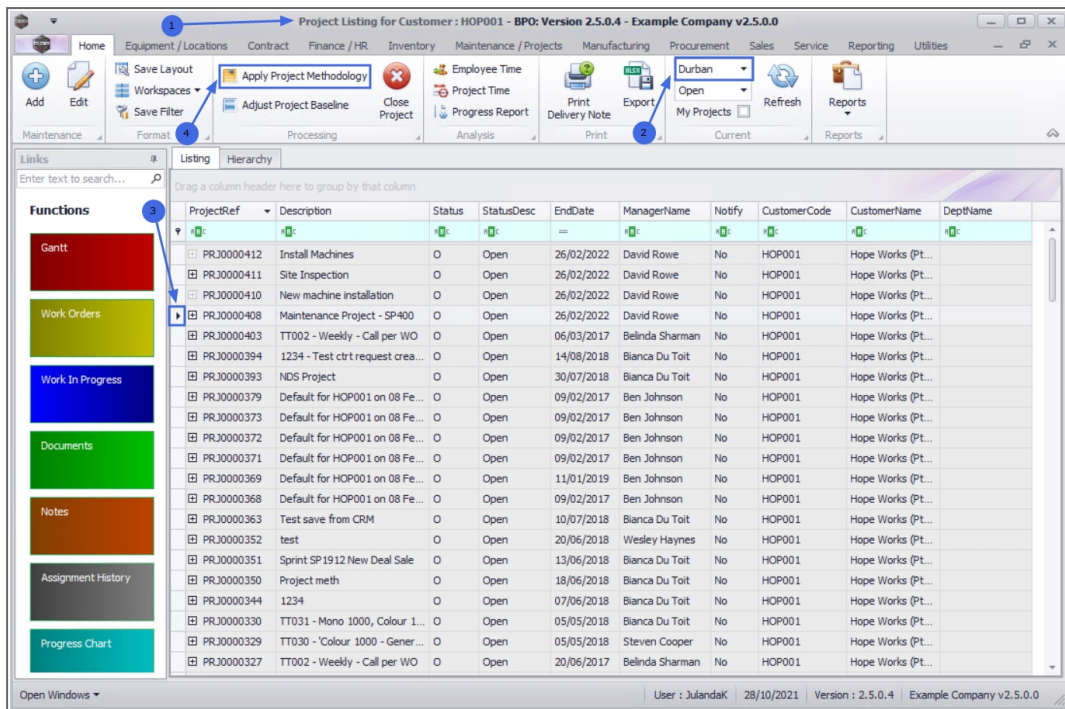 1
Project Listing for Customer : HOP001 - BPO: Version 2.5.0.4 - Example Company v2.5.0.0
Home Equipment / Locations Contract Finance / HR Inventory Maintenance / Projects Manufacturing Procurement Sales Service Reporting Utilities
Save Layout Apply Project Methodology Employee Time Durban
Workspaces Project Time Open
Add Edit Save Filter Adjust Project Baseline Close Project Progress Report Print Delivery Note Export My Projects Refresh Reports
4 2
Maintenance Format Processing Analysis Print Current Reports
Links Listing Hierarchy
Enter text to search... Drag a column header here to group by that column
Functions 3 ProjectRef Description Status StatusDesc EndDate ManagerName Notify CustomerCode CustomerName DeptName
PRJ0000412 Install Machines O Open 26/02/2022 David Rowe No HOP001 Hope Works (Pt...
PRJ0000411 Site Inspection O Open 26/02/2022 David Rowe No HOP001 Hope Works (Pt...
PRJ0000410 New machine installation O Open 26/02/2022 David Rowe No HOP001 Hope Works (Pt...
PRJ0000408 Maintenance Project - SP400 O Open 26/02/2022 David Rowe No HOP001 Hope Works (Pt...
PRJ0000403 TT002 - Weekly - Call per WO O Open 06/03/2017 Belinda Sharman No HOP001 Hope Works (Pt...
PRJ0000394 1234 - Test ctrt request crea... O Open 14/08/2018 Bianca Du Toit No HOP001 Hope Works (Pt...
PRJ0000393 NDS Project O Open 30/07/2018 Bianca Du Toit No HOP001 Hope Works (Pt...
PRJ0000379 Default for HOP001 on 08 Fe... O Open 09/02/2017 Ben Johnson No HOP001 Hope Works (Pt...
PRJ0000373 Default for HOP001 on 08 Fe... O Open 09/02/2017 Ben Johnson No HOP001 Hope Works (Pt...
PRJ0000372 Default for HOP001 on 08 Fe... O Open 09/02/2017 Ben Johnson No HOP001 Hope Works (Pt...
PRJ0000371 Default for HOP001 on 08 Fe... O Open 09/02/2017 Ben Johnson No HOP001 Hope Works (Pt...
PRJ0000369 Default for HOP001 on 08 Fe... O Open 11/01/2019 Ben Johnson No HOP001 Hope Works (Pt...
PRJ0000368 Default for HOP001 on 08 Fe... O Open 09/02/2017 Ben Johnson No HOP001 Hope Works (Pt...
PRJ0000363 Test save from CRM O Open 10/07/2018 Bianca Du Toit No HOP001 Hope Works (Pt...
PRJ0000352 test O Open 20/06/2018 Wesley Haynes No HOP001 Hope Works (Pt...
PRJ0000351 Sprint SP1912 New Deal Sale O Open 13/06/2018 Bianca Du Toit No HOP001 Hope Works (Pt...
PRJ0000350 Project meth O Open 18/06/2018 Bianca Du Toit No HOP001 Hope Works (Pt...
PRJ0000344 1234 O Open 07/06/2018 Bianca Du Toit No HOP001 Hope Works (Pt...
PRJ0000330 TT031 - Mono 1000, Colour 1... O Open 05/05/2018 Bianca Du Toit No HOP001 Hope Works (Pt...
PRJ0000329 TT030 - 'Colour 1000 - Gener... O Open 05/05/2018 Steven Cooper No HOP001 Hope Works (Pt...
PRJ0000327 TT002 - Weekly - Call per WO O Open 20/06/2017 Belinda Sharman No HOP001 Hope Works (Pt...
Gantt
Work Orders
Work In Progress
Documents
Notes
Assignment History
Progress Chart
Open Windows User : JulandaK 28/10/2021 Version : 2.5.0.4 Example Company v2.5.0.0